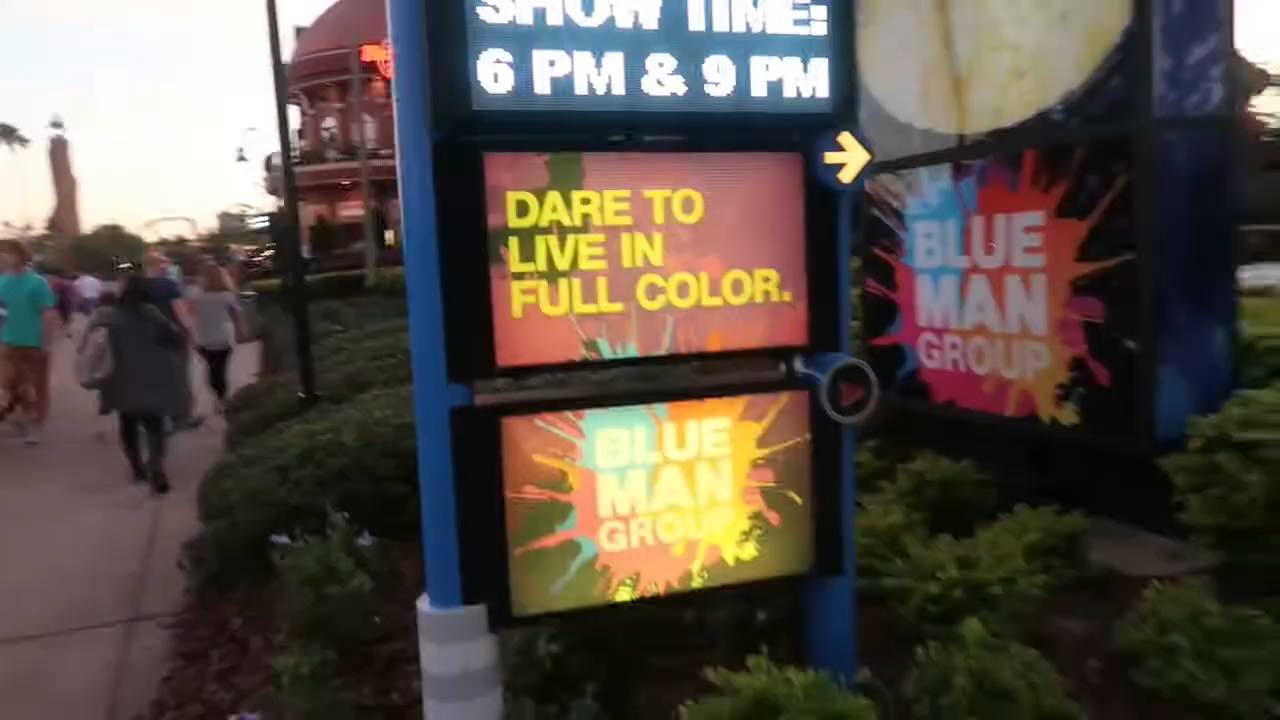 SHOW TIME:
6 PM & 9 PM
DARE TO
LIVE IN
FULL COLOR.
BLUE
MAN
GROUP
BLUE
MAN
GROUP